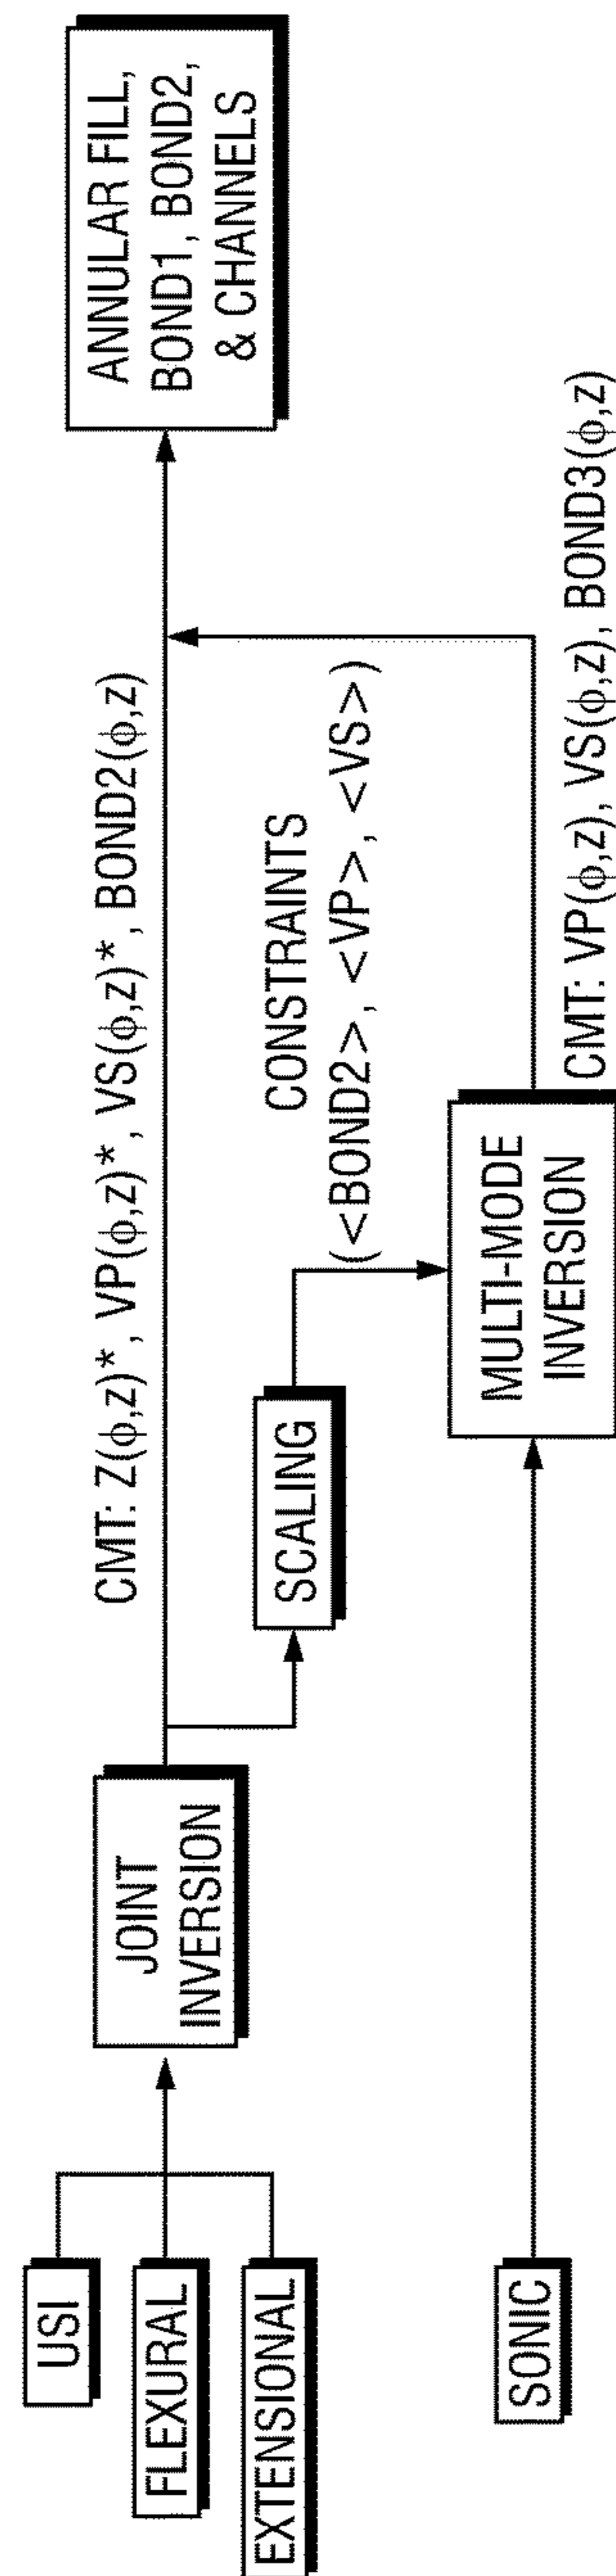 USI
FLEXURAL
EXTENSIONAL
SONIC
JOINT
INVERSION
CMT: Z(ϕ,z)*, VP(ϕ,z)*, VS(ϕ,z)*, BOND2(ϕ,z)
SCALING
CONSTRAINTS
(<BOND2>, <VP>, <VS>)
MULTI-MODE
INVERSION
CMT: VP(ϕ,z), VS(ϕ,z), BOND3(ϕ,z)
ANNULAR FILL,
BOND1, BOND2,
& CHANNELS